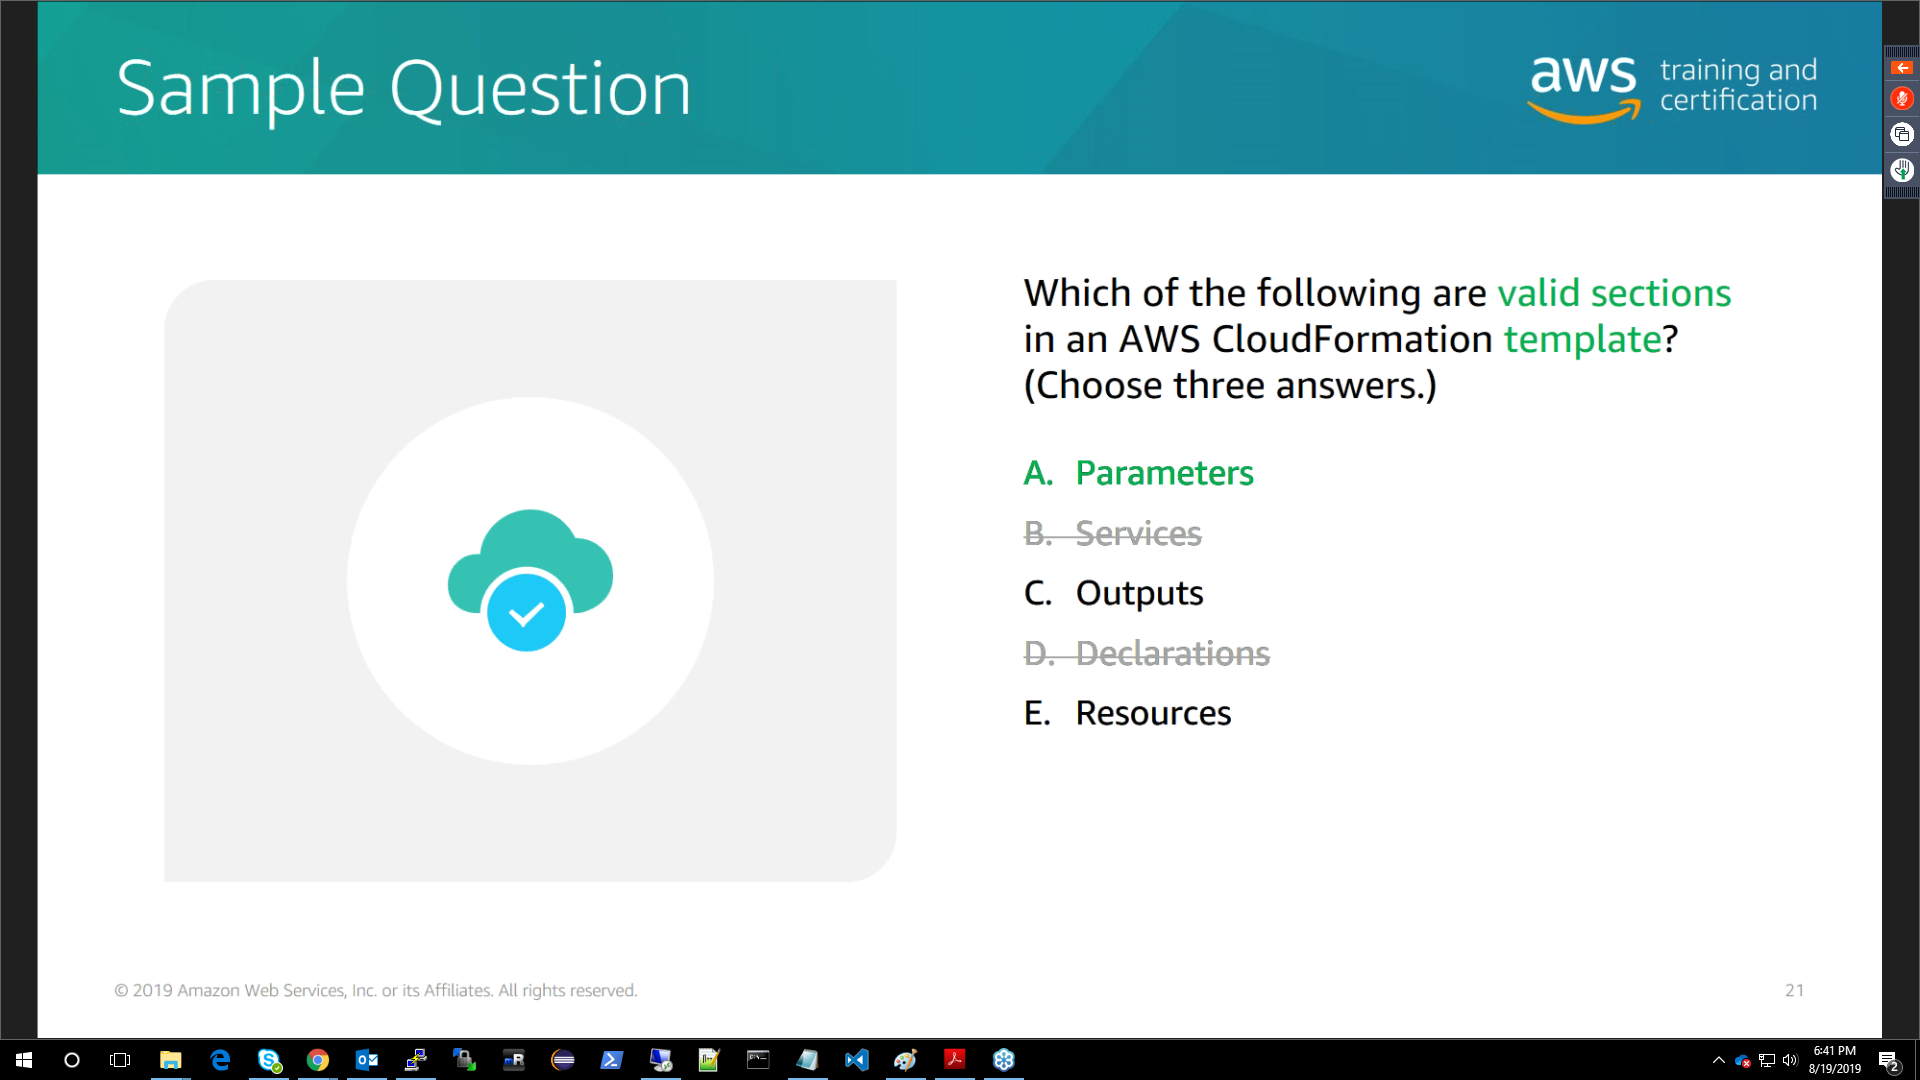 Sample Question
aws training and
certification
Which of the following are valid sections
in an AWS CloudFormation template?
(Choose three answers.)
A. Parameters
B. Services
C. Outputs
D. Declarations
E. Resources
© 2019 Amazon Web Services, Inc. or its Affiliates. All rights reserved.
21
6:41 PM
8/19/2019
2